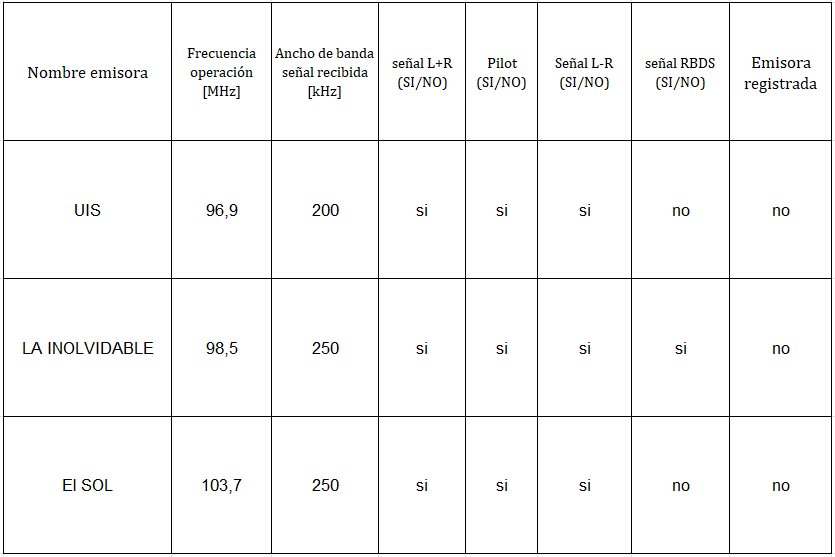 Nombre emisora
Frecuencia
operación
[MHz]
Ancho de banda
señal recibida
[kHz]
señal L+R
(SI/NO)
Pilot
(SI/NO)
Señal L-R
(SI/NO)
señal RBDS
(SI/NO)
Emisora
registrada
UIS 96,9 200 si si si no no
LA INOLVIDABLE 98,5 250 si si si si no
El SOL 103,7 250 si si si no no